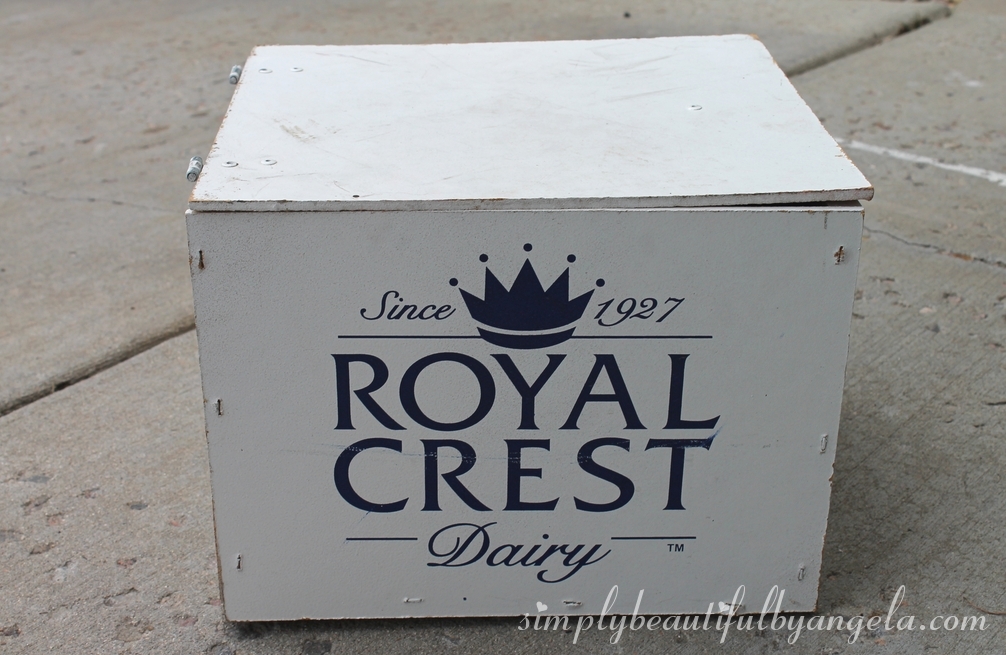 Since 1927
ROYAL
CREST
Dairy
TM
simplybeautifulbyangela.com